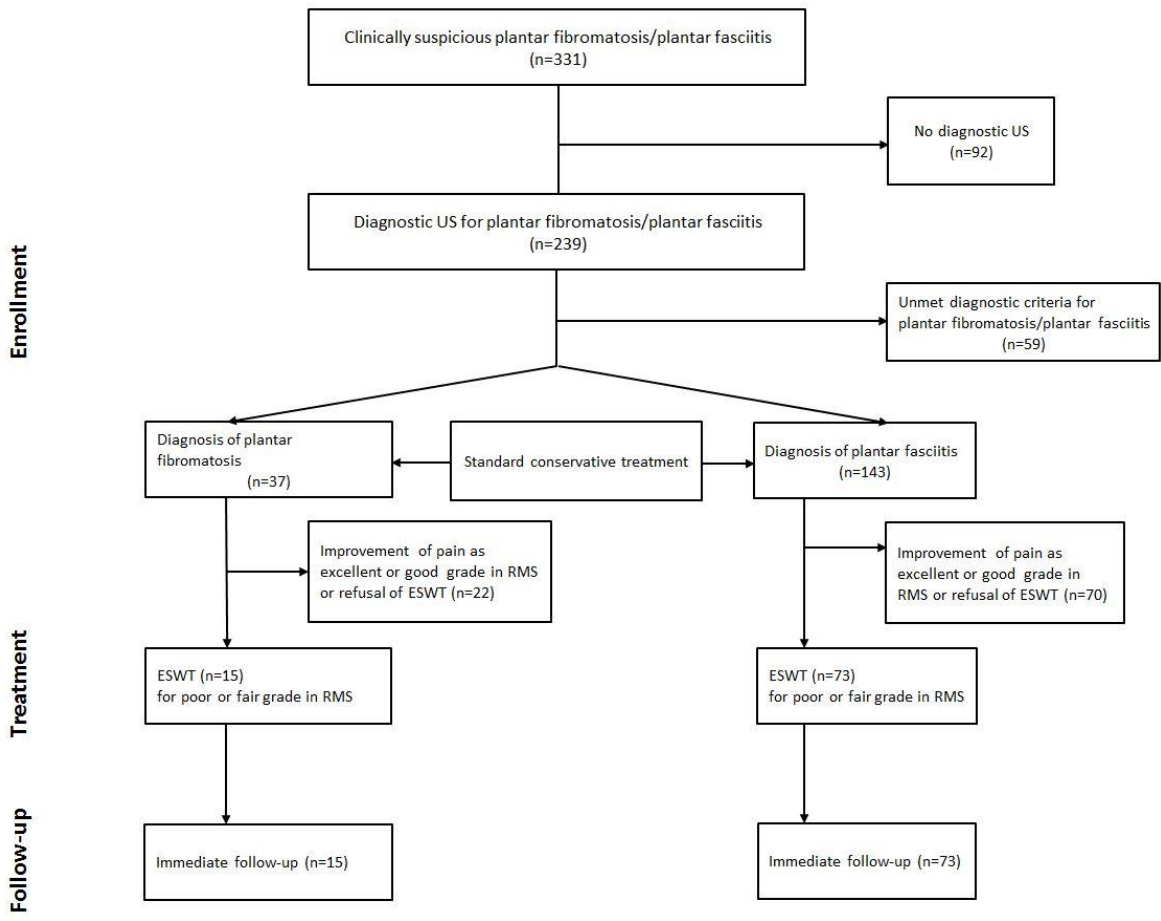 Clinically suspicious plantar fibromatosis/plantar fasciitis
(n=331)
No diagnostic US
(n=92)
Diagnostic US for plantar fibromatosis/plantar fasciitis
(n=239)
Enrollment
Unmet diagnostic criteria for
plantar fibromatosis/plantar fasciitis
(n=59)
Diagnosis of plantar
fibromatosis
(n=37)
Standard conservative treatment
Diagnosis of plantar fasciitis
(n=143)
Improvement of pain as
excellent or good grade in RMS
or refusal of ESWT (n=22)
Improvement of pain as
excellent or good grade in
RMS or refusal of ESWT (n=70)
Treatment
ESWT (n=15)
for poor or fair grade in RMS
ESWT (n=73)
for poor or fair grade in RMS
Follow-up
Immediate follow-up (n=15)
Immediate follow-up (n=73)